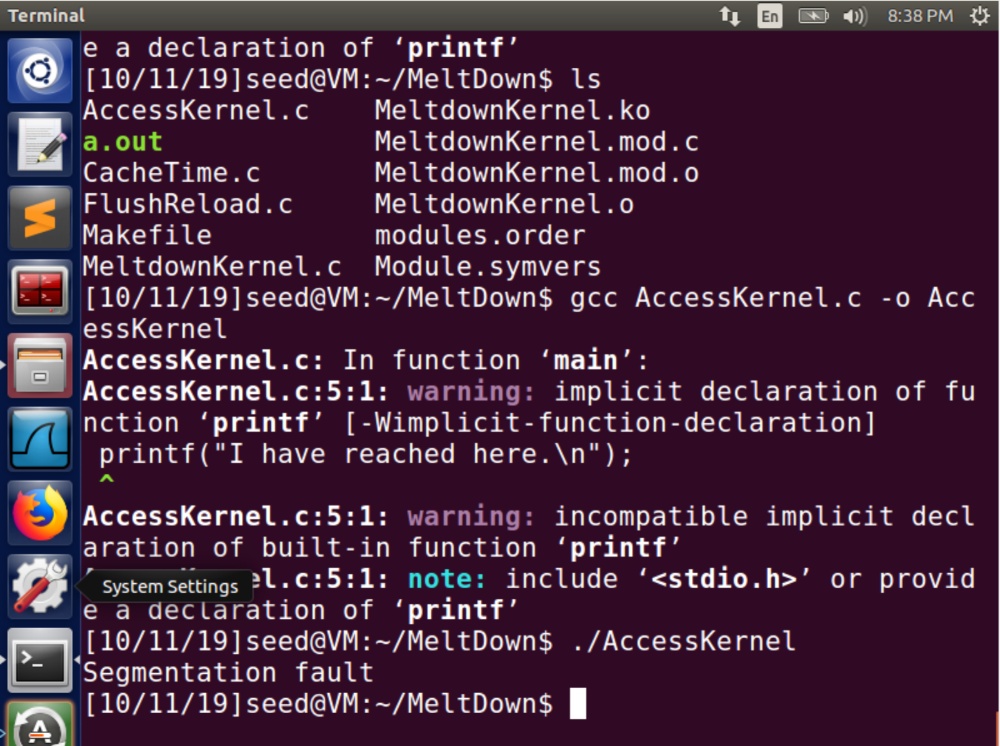 Terminal
En
8:38 PM
e a declaration of ‘printf’
[10/11/19]seed@VM:~/MeltDown$ ls
AccessKernel.c    MeltdownKernel.ko
a.out             MeltdownKernel.mod.c
CacheTime.c       MeltdownKernel.mod.o
FlushReload.c     MeltdownKernel.o
Makefile          modules.order
MeltdownKernel.c  Module.symvers
[10/11/19]seed@VM:~/MeltDown$ gcc AccessKernel.c -o Acc
essKernel
AccessKernel.c: In function ‘main’:
AccessKernel.c:5:1: warning: implicit declaration of fu
nction ‘printf’ [-Wimplicit-function-declaration]
 printf("I have reached here.\n");
 ^
AccessKernel.c:5:1: warning: incompatible implicit decl
aration of built-in function ‘printf’
System Settings
el.c:5:1: note: include ‘<stdio.h>’ or provid
e a declaration of ‘printf’
[10/11/19]seed@VM:~/MeltDown$ ./AccessKernel
Segmentation fault
[10/11/19]seed@VM:~/MeltDown$